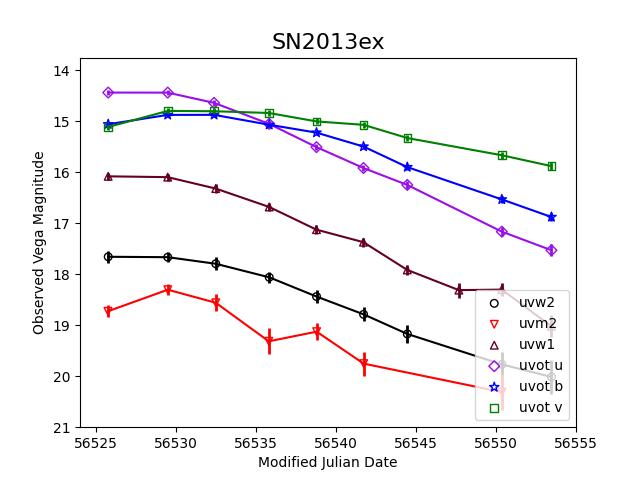 SN2013ex
14
15
16
17
18
19
20
21
Observed Vega Magnitude
56525 56530 56535 56540 56545 56550 56555
Modified Julian Date
uvw2
uvm2
uvw1
uvot u
uvot b
uvot v